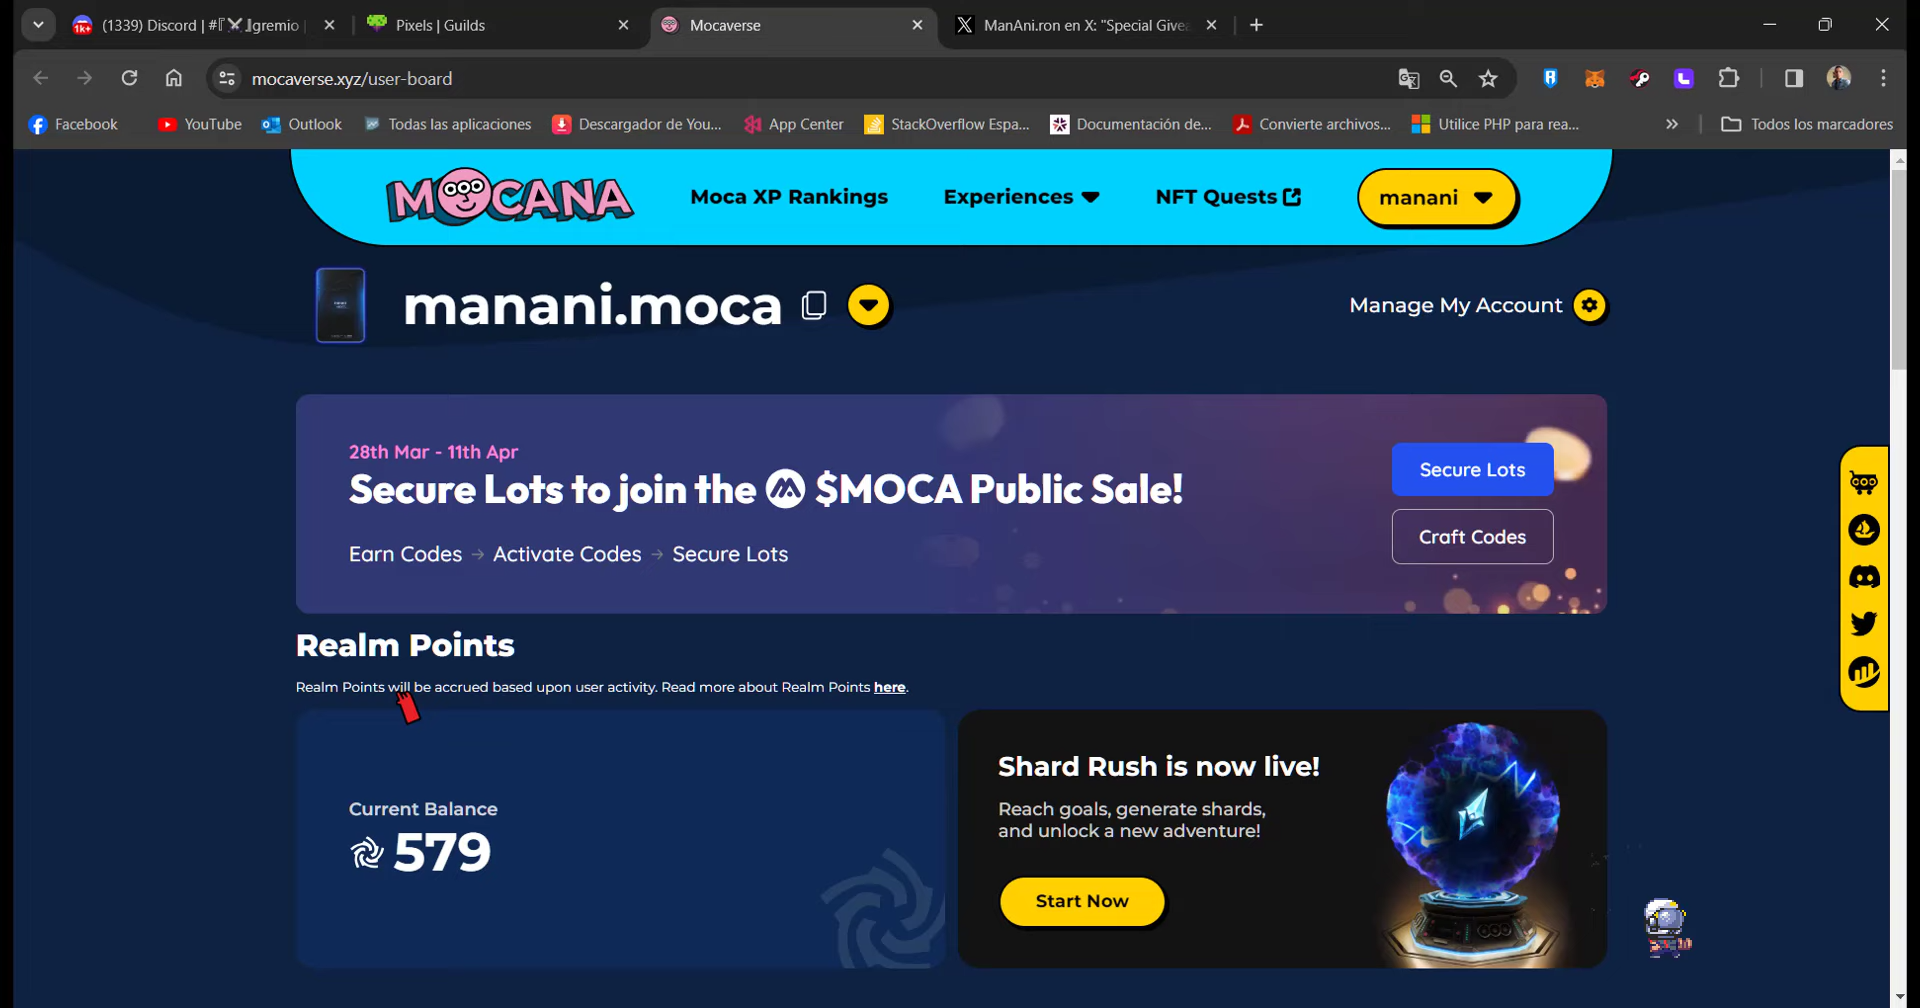 (1339) Discord | #『⚔』gremio
Pixels | Guilds
Mocaverse
ManAni.ron en X: "Special Givea
mocaverse.xyz/user-board
Facebook
YouTube
Outlook
Todas las aplicaciones
Descargador de You...
App Center
StackOverflow Espa...
Documentación de...
Convierte archivos...
Utilice PHP para rea...
Todos los marcadores
MOCANA
Moca XP Rankings
Experiences
NFT Quests
manani
manani.moca
Manage My Account
28th Mar - 11th Apr
Secure Lots to join the $MOCA Public Sale!
Earn Codes → Activate Codes → Secure Lots
Secure Lots
Craft Codes
Realm Points
Realm Points will be accrued based upon user activity. Read more about Realm Points here.
Current Balance
579
Shard Rush is now live!
Reach goals, generate shards,
and unlock a new adventure!
Start Now